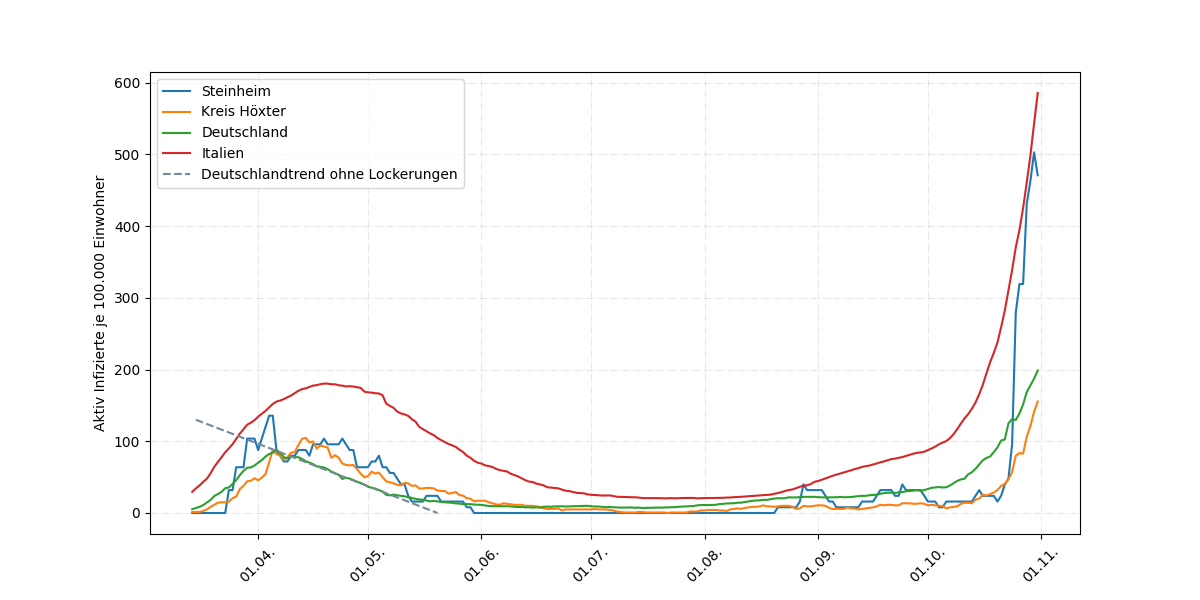 Steinheim
Kreis Höxter
Deutschland
Italien
Deutschlandtrend ohne Lockerungen
Aktiv Infizierte je 100.000 Einwohner
600
500
400
300
200
100
0
01.04.
01.05.
01.06.
01.07.
01.08.
01.09.
01.10.
01.11.